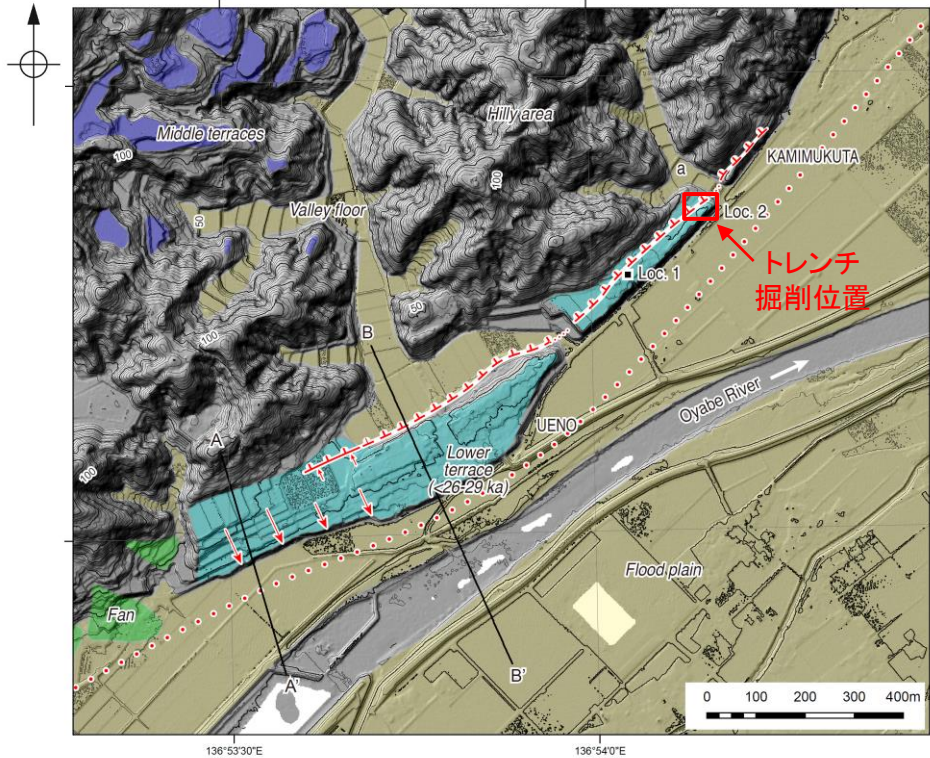 Middle terraces
Hilly area
100
100
100
50
Valley floor
50
a
KAMIMUKUTA
Loc. 2
トレンチ
掘削位置
Loc. 1
100
B
Oyabe River
A
UENO
Lower
terrace
(<26-29 ka)
100
Flood plain
Fan
A'
B'
0 100 200 300 400m
136°53'30"E
136°54'0"E